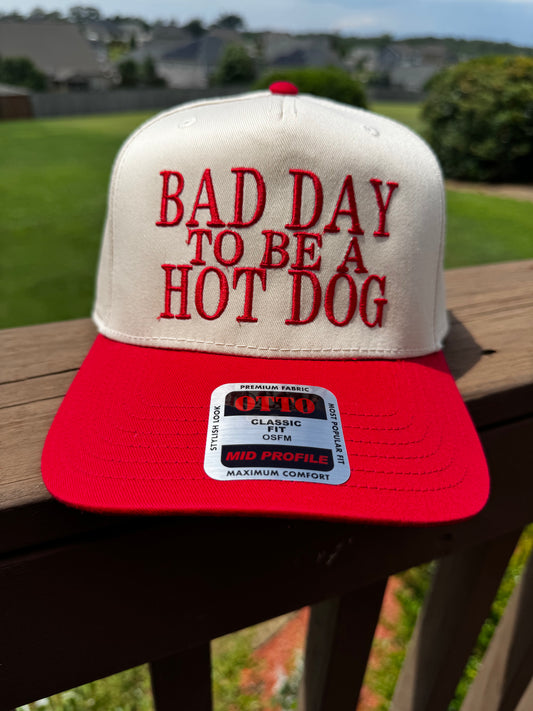 BAD DAY
TO BE A
HOT DOG
PREMIUM FABRIC
STYLISH LOOK
OTTO
CLASSIC
FIT
OSFM
MID PROFILE
MOST POPULAR FIT
MAXIMUM COMFORT